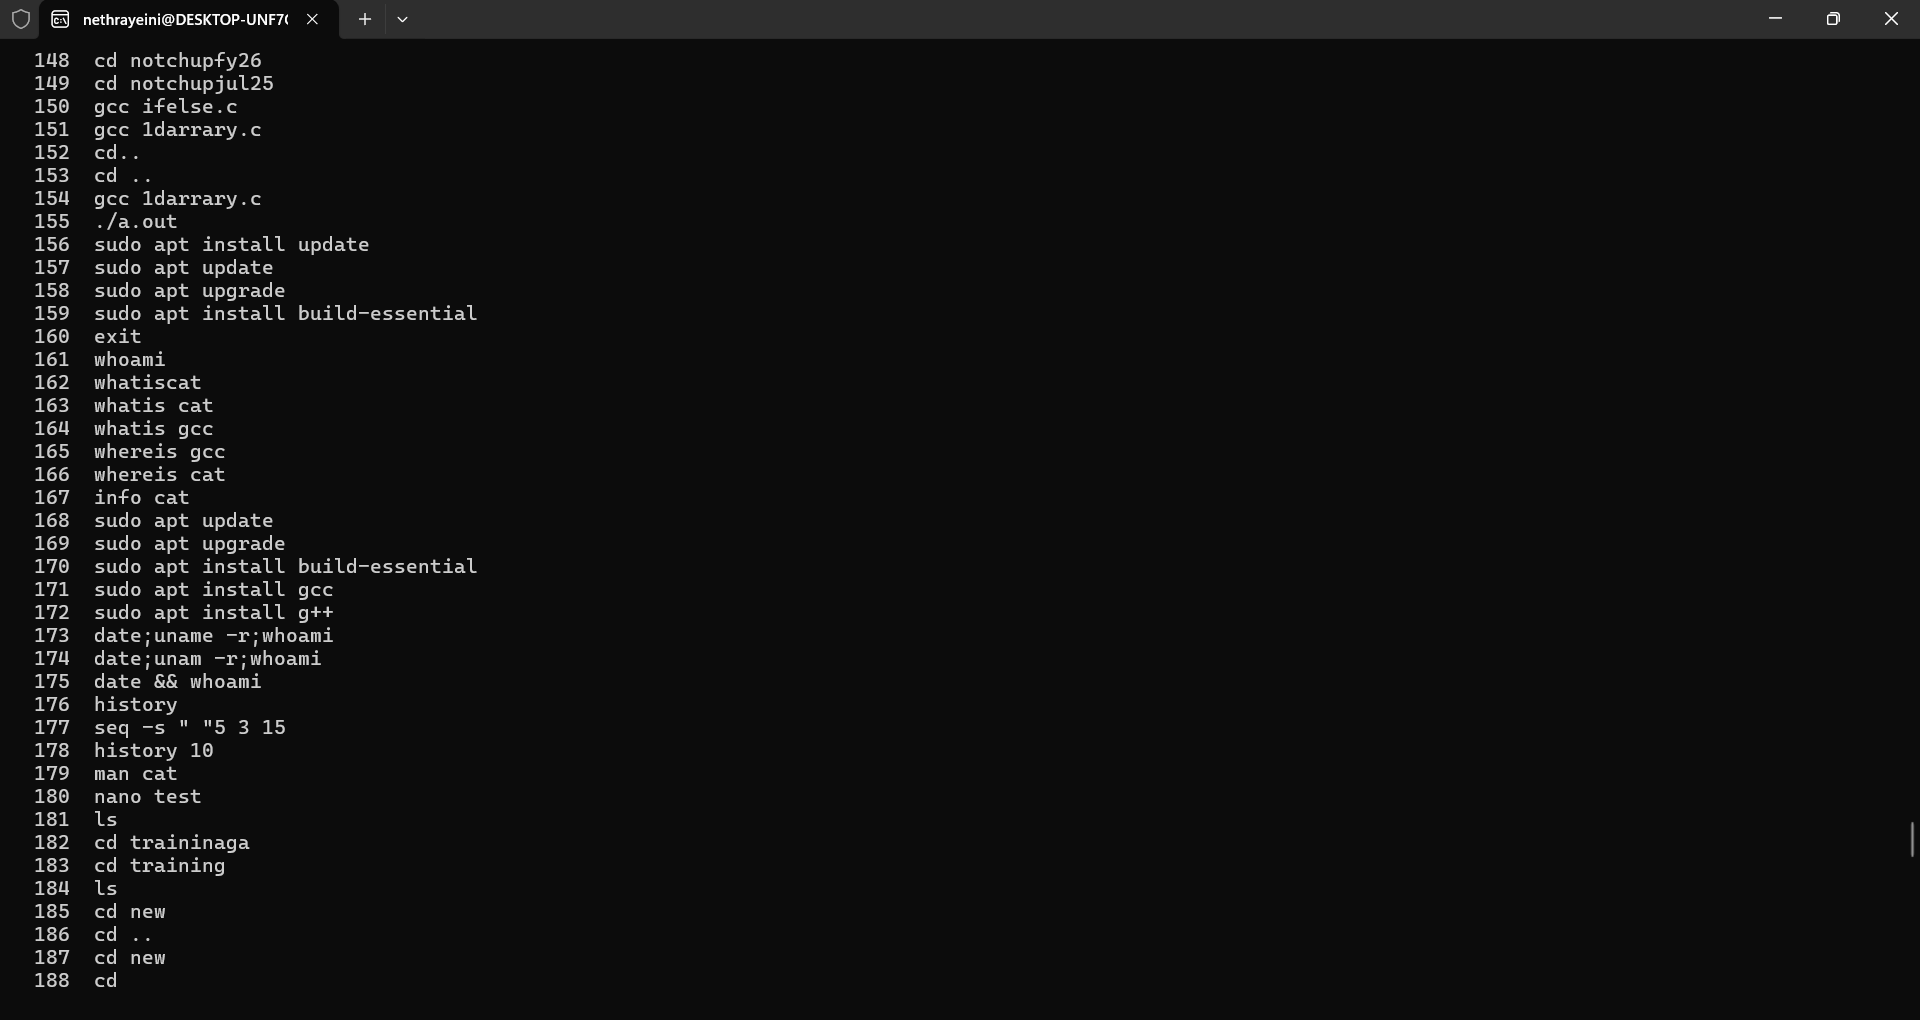 nethrayeini@DESKTOP-UNF7
148 cd notchupfy26
149 cd notchupjul25
150 gcc ifelse.c
151 gcc 1darrary.c
152 cd..
153 cd ..
154 gcc 1darrary.c
155 ./a.out
156 sudo apt install update
157 sudo apt update
158 sudo apt upgrade
159 sudo apt install build-essential
160 exit
161 whoami
162 whatiscat
163 whatis cat
164 whatis gcc
165 whereis gcc
166 whereis cat
167 info cat
168 sudo apt update
169 sudo apt upgrade
170 sudo apt install build-essential
171 sudo apt install gcc
172 sudo apt install g++
173 date;uname -r;whoami
174 date;unam -r;whoami
175 date && whoami
176 history
177 seq -s " "5 3 15
178 history 10
179 man cat
180 nano test
181 ls
182 cd traininaga
183 cd training
184 ls
185 cd new
186 cd ..
187 cd new
188 cd